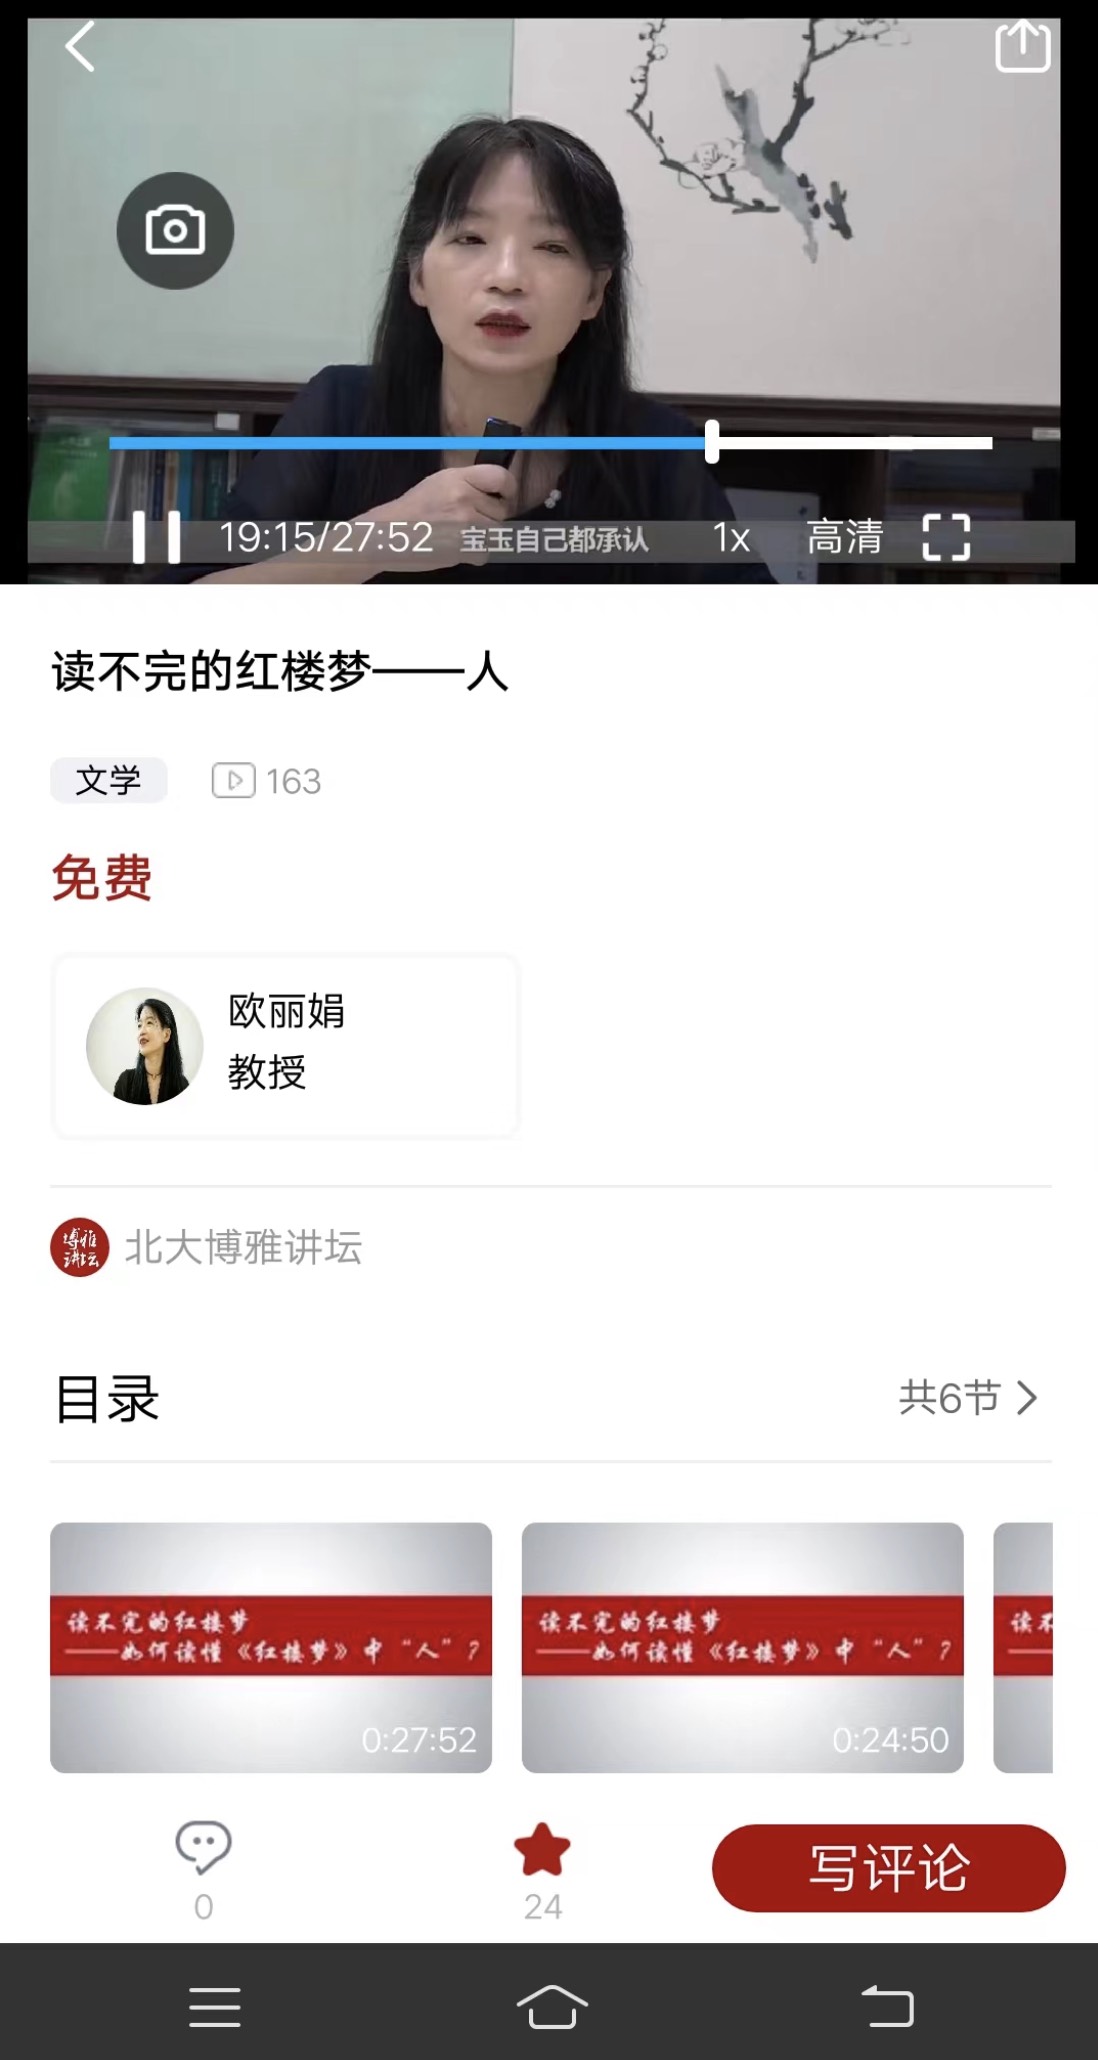 19:15/27:52 宝玉自己都承认 1x 高清
读不完的红楼梦——人
文学 163
免费
欧丽娟
教授
博雅
讲坛
北大博雅讲坛
目录 共6节
读不完的红楼梦
——如何读懂《红楼梦》中“人”?
0:27:52
读不完的红楼梦
——如何读懂《红楼梦》中“人”?
0:24:50
读不
0
24
写评论